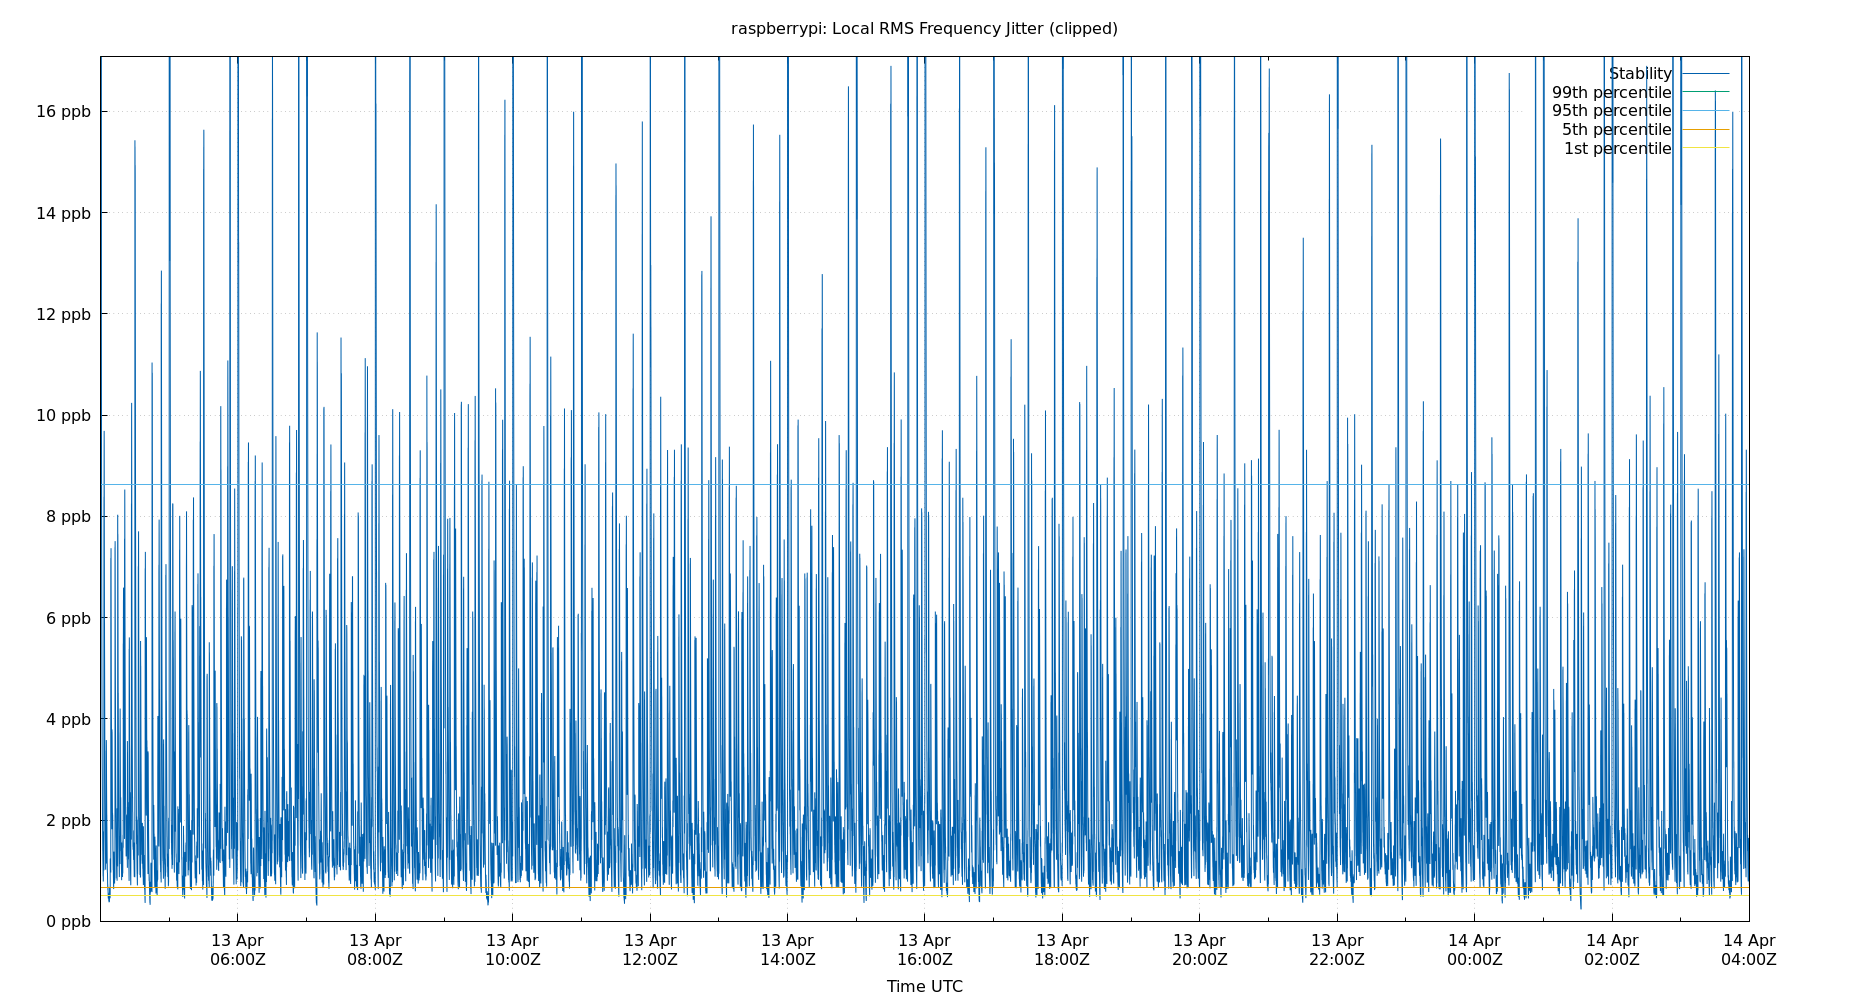 raspberrypi: Local RMS Frequency Jitter (clipped)
Stability
99th percentile
95th percentile
5th percentile
1st percentile
16 ppb
14 ppb
12 ppb
10 ppb
8 ppb
6 ppb
4 ppb
2 ppb
0 ppb
13 Apr 13 Apr 13 Apr 13 Apr 13 Apr 13 Apr 13 Apr 13 Apr 13 Apr 14 Apr 14 Apr 14 Apr
06:00Z 08:00Z 10:00Z 12:00Z 14:00Z 16:00Z 18:00Z 20:00Z 22:00Z 00:00Z 02:00Z 04:00Z
Time UTC